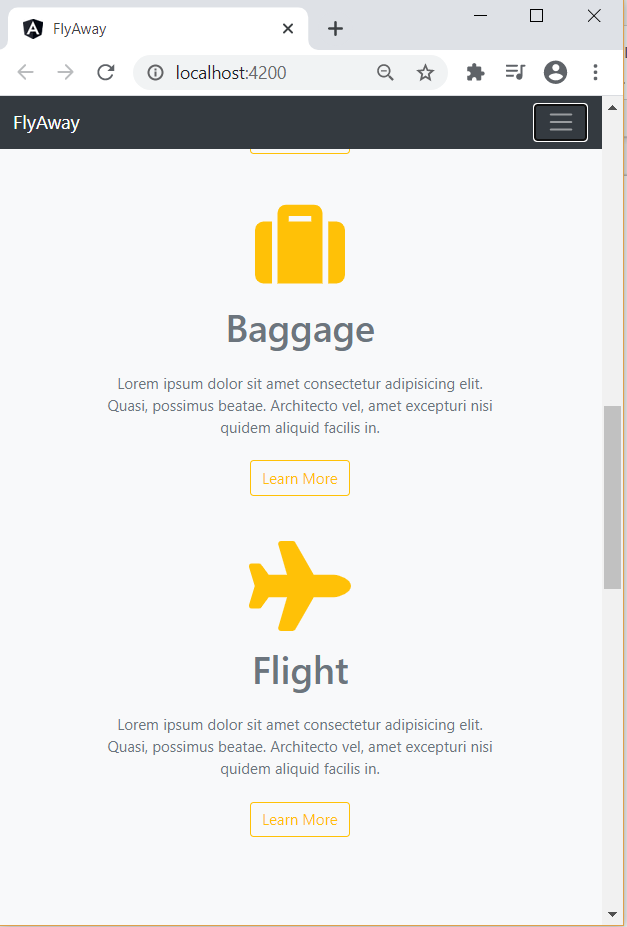 FlyAway
localhost:4200
FlyAway
Baggage
Lorem ipsum dolor sit amet consectetur adipisicing elit.
Quasi, possimus beatae. Architecto vel, amet excepturi nisi
quidem aliquid facilis in.
Learn More
Flight
Lorem ipsum dolor sit amet consectetur adipisicing elit.
Quasi, possimus beatae. Architecto vel, amet excepturi nisi
quidem aliquid facilis in.
Learn More